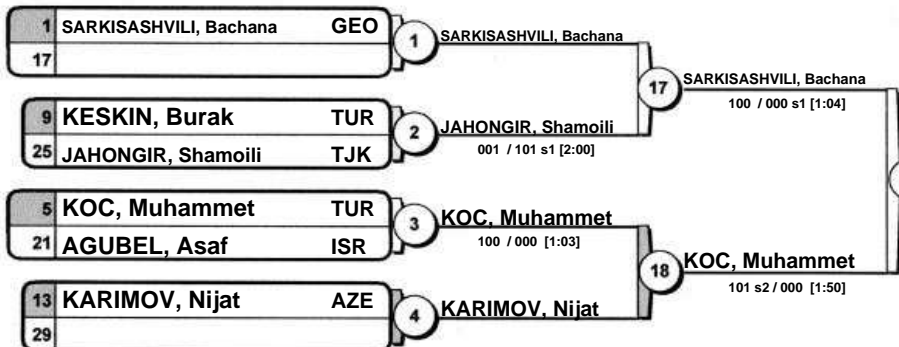 1 SARKISASHVILI, Bachana GEO
17
1
SARKISASHVILI, Bachana
9 KESKIN, Burak TUR
25 JAHONGIR, Shamoili TJK
2
JAHONGIR, Shamoili
001 / 101 s1 [2:00]
17
SARKISASHVILI, Bachana
100 / 000 s1 [1:04]
5 KOC, Muhammet TUR
21 AGUBEL, Asaf ISR
3
KOC, Muhammet
100 / 000 [1:03]
13 KARIMOV, Nijat AZE
29
4
KARIMOV, Nijat
18
KOC, Muhammet
101 s2 / 000 [1:50]